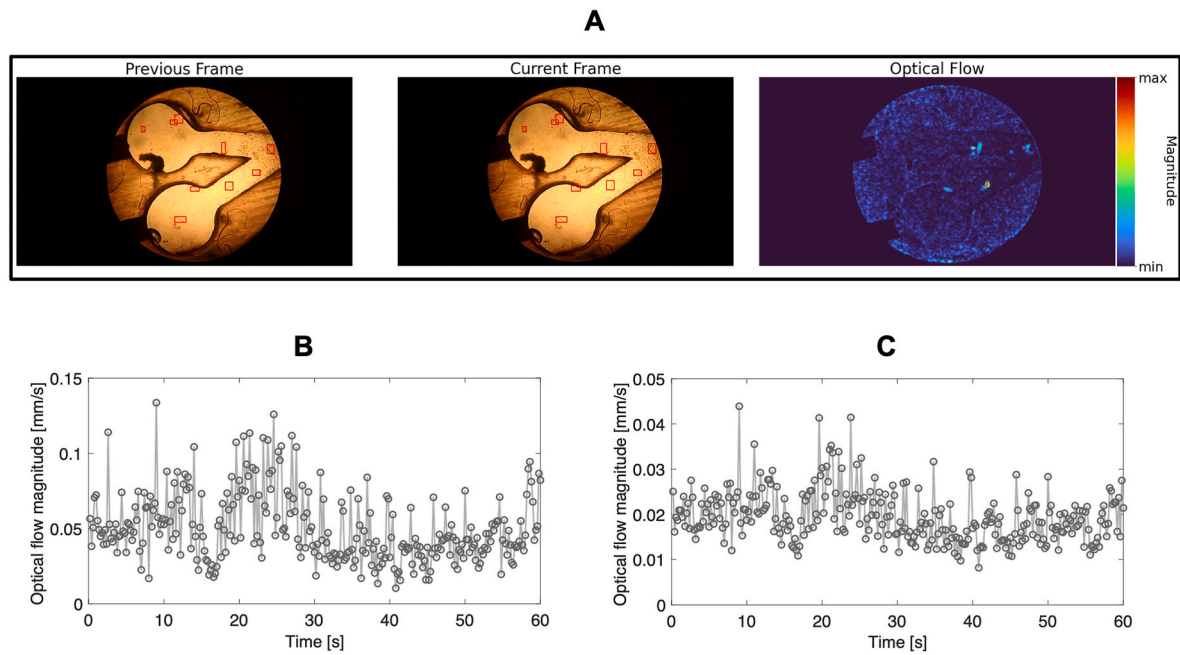 A
Previous Frame
Current Frame
Optical Flow
max
Magnitude
min
B
C
Optical flow magnitude [mm/s]
0.15
0.1
0.05
0
0 10 20 30 40 50 60
Time [s]
Optical flow magnitude [mm/s]
0.05
0.04
0.03
0.02
0.01
0
0 10 20 30 40 50 60
Time [s]